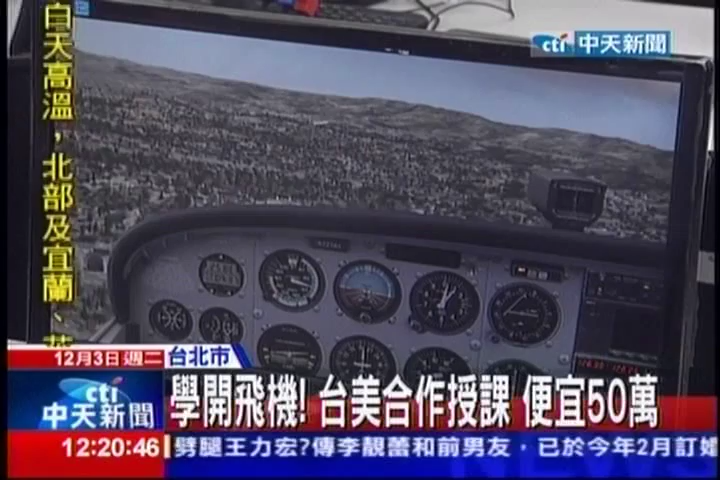 白天高溫，北部及宜蘭、
cti 中天新聞
12月3日週二 台北市
cti
中天新聞
學開飛機! 台美合作授課 便宜50萬
12:20:46
劈腿王力宏?傳李靚蕾和前男友，已於今年2月訂婚
NEWS